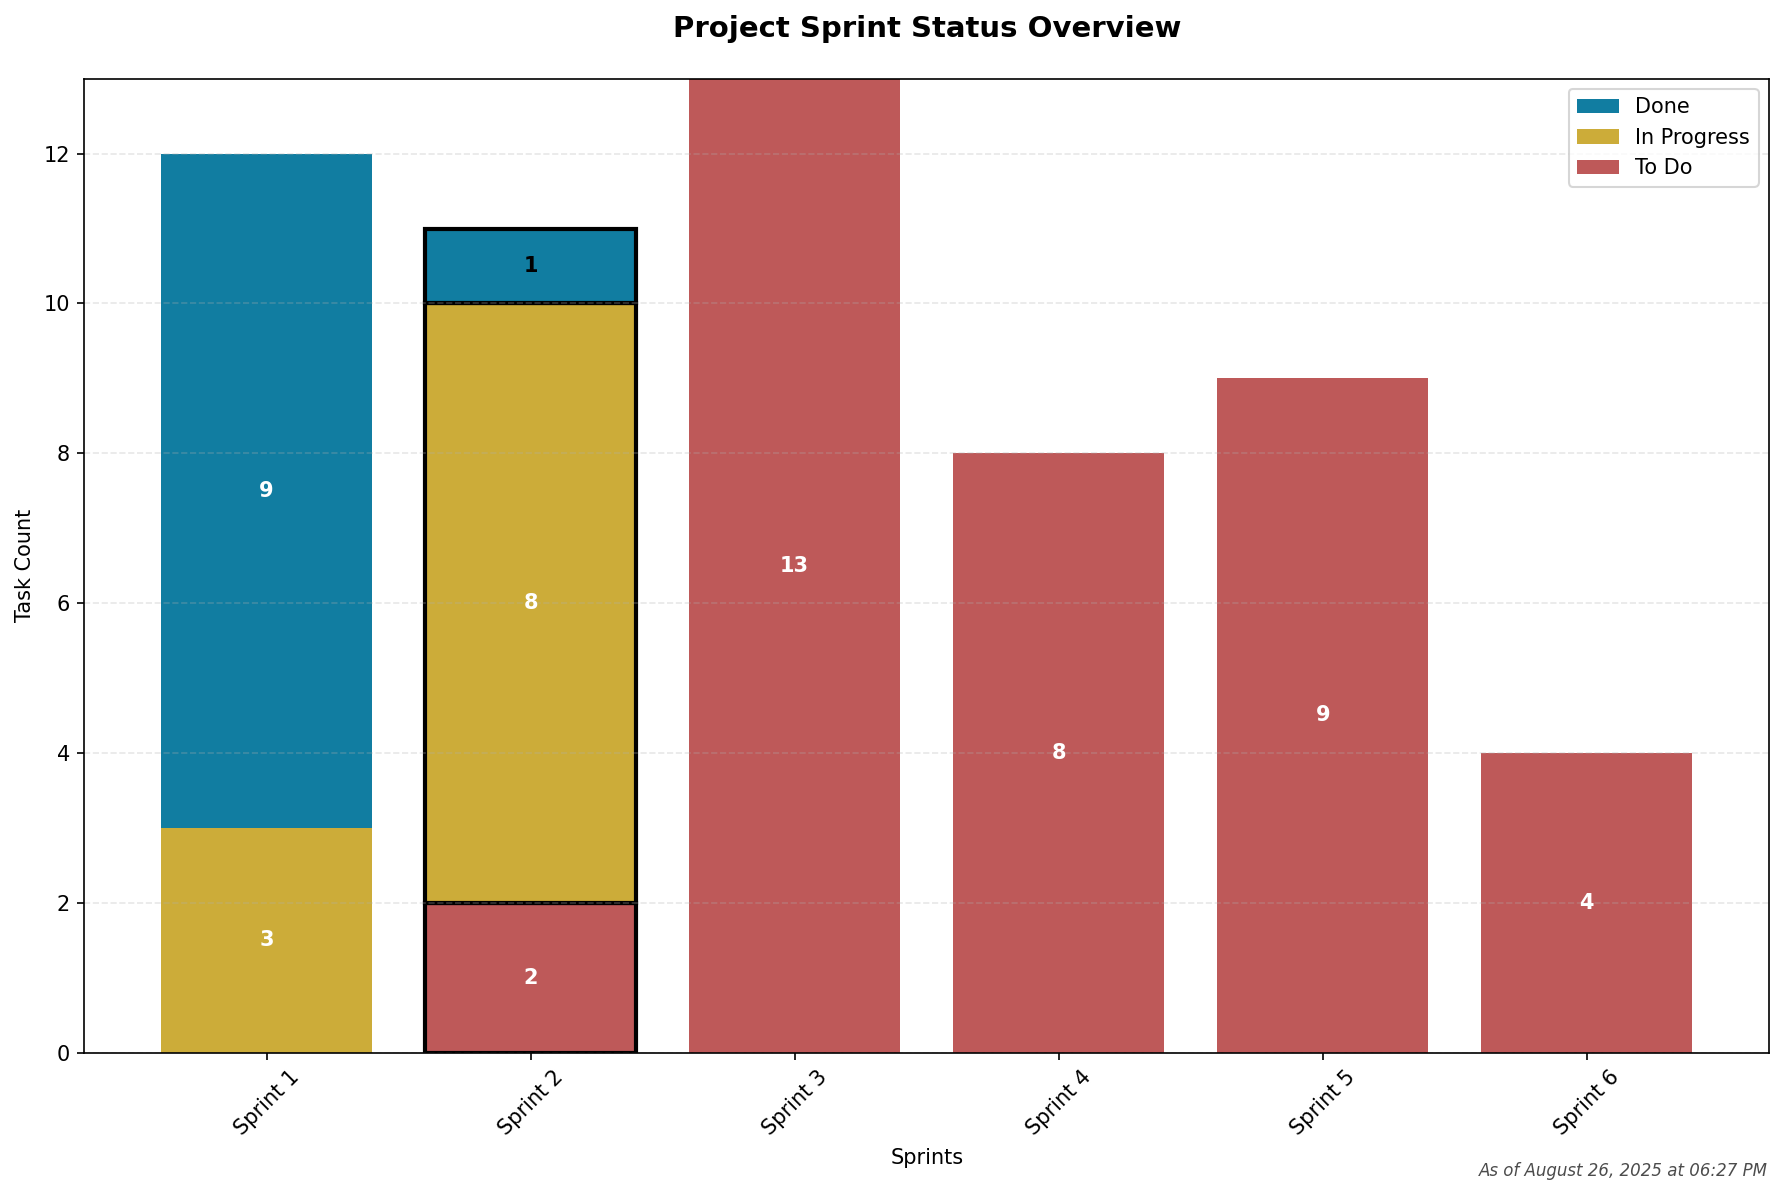 Project Sprint Status Overview
Done
In Progress
To Do
12
10
8
6
4
2
0
Task Count
9
3
1
8
2
13
8
9
4
Sprint 1
Sprint 2
Sprint 3
Sprint 4
Sprint 5
Sprint 6
Sprints
As of August 26, 2025 at 06:27 PM